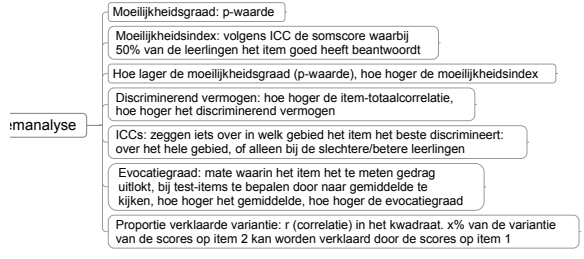 Moeilijkheidsgraad: p-waarde
Moeilijkheidsindex: volgens ICC de somscore waarbij
50% van de leerlingen het item goed heeft beantwoordt
Hoe lager de moeilijkheidsgraad (p-waarde), hoe hoger de moeilijkheidsindex
emanalyse
Discriminerend vermogen: hoe hoger de item-totaalcorrelatie,
hoe hoger het discriminerend vermogen
ICCs: zeggen iets over in welk gebied het item het beste discrimineert:
over het hele gebied, of alleen bij de slechtere/betere leerlingen
Evocatiegraad: mate waarin het item het te meten gedrag
uitlokt, bij test-items te bepalen door naar gemiddelde te
kijken, hoe hoger het gemiddelde, hoe hoger de evocatiegraad
Proportie verklaarde variantie: r (correlatie) in het kwadraat. x% van de variantie
van de scores op item 2 kan worden verklaard door de scores op item 1